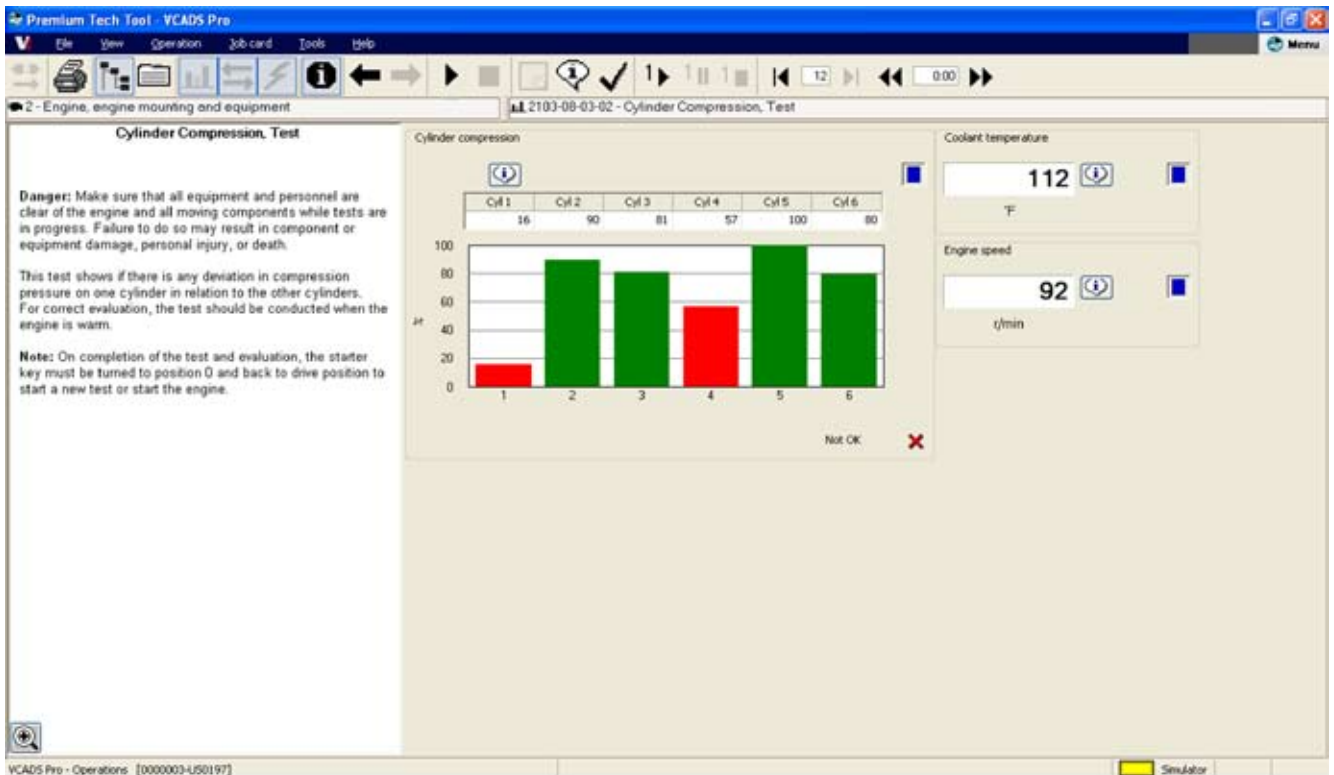 Premium Tech Tool - VCADS Pro
File View Operation Job card Tools Help
Menu
1 1 1 12 0:00
2 - Engine, engine mounting and equipment
2103-08-03-02 - Cylinder Compression, Test
Cylinder Compression, Test
Danger: Make sure that all equipment and personnel are
clear of the engine and all moving components while tests are
in progress. Failure to do so may result in component or
equipment damage, personal injury, or death.
This test shows if there is any deviation in compression
pressure on one cylinder in relation to the other cylinders.
For correct evaluation, the test should be conducted when the
engine is warm.
Note: On completion of the test and evaluation, the starter
key must be turned to position 0 and back to drive position to
start a new test or start the engine.
Cylinder compression
Cyl 1 Cyl 2 Cyl 3 Cyl 4 Cyl 5 Cyl 6
16 90 81 57 100 80
100
80
60
%
40
20
0
1 2 3 4 5 6
Not OK
Coolant temperature
112
°F
Engine speed
92
r/min
VCADS Pro - Operations [0000003-US0197]
Simulator